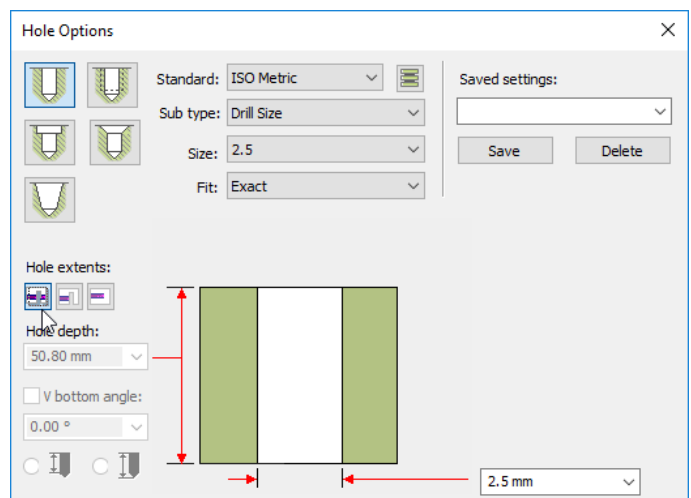 Hole Options
Standard: ISO Metric
Sub type: Drill Size
Size: 2.5
Fit: Exact
Saved settings:
Save Delete
Hole extents:
Hole depth:
50.80 mm
V bottom angle:
0.00 °
2.5 mm